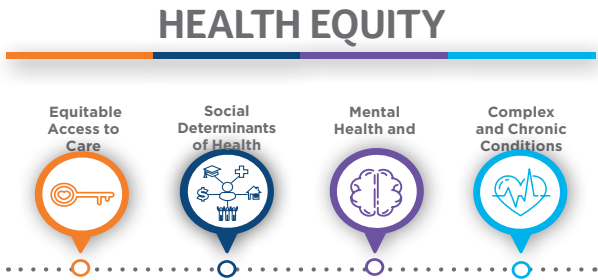 HEALTH EQUITY
Equitable
Access to
Care
Social
Determinants
of Health
Mental
Health and
Complex
and Chronic
Conditions
$